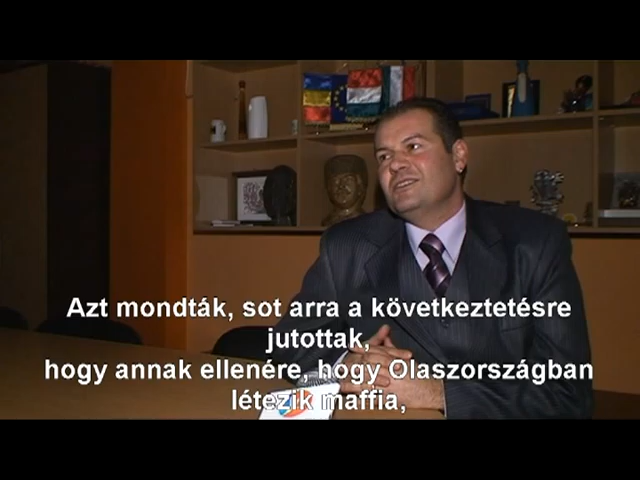 Azt mondták, sot arra a következtetésre
jutottak,
hogy annak ellenére, hogy Olaszországban
létezik maffia,